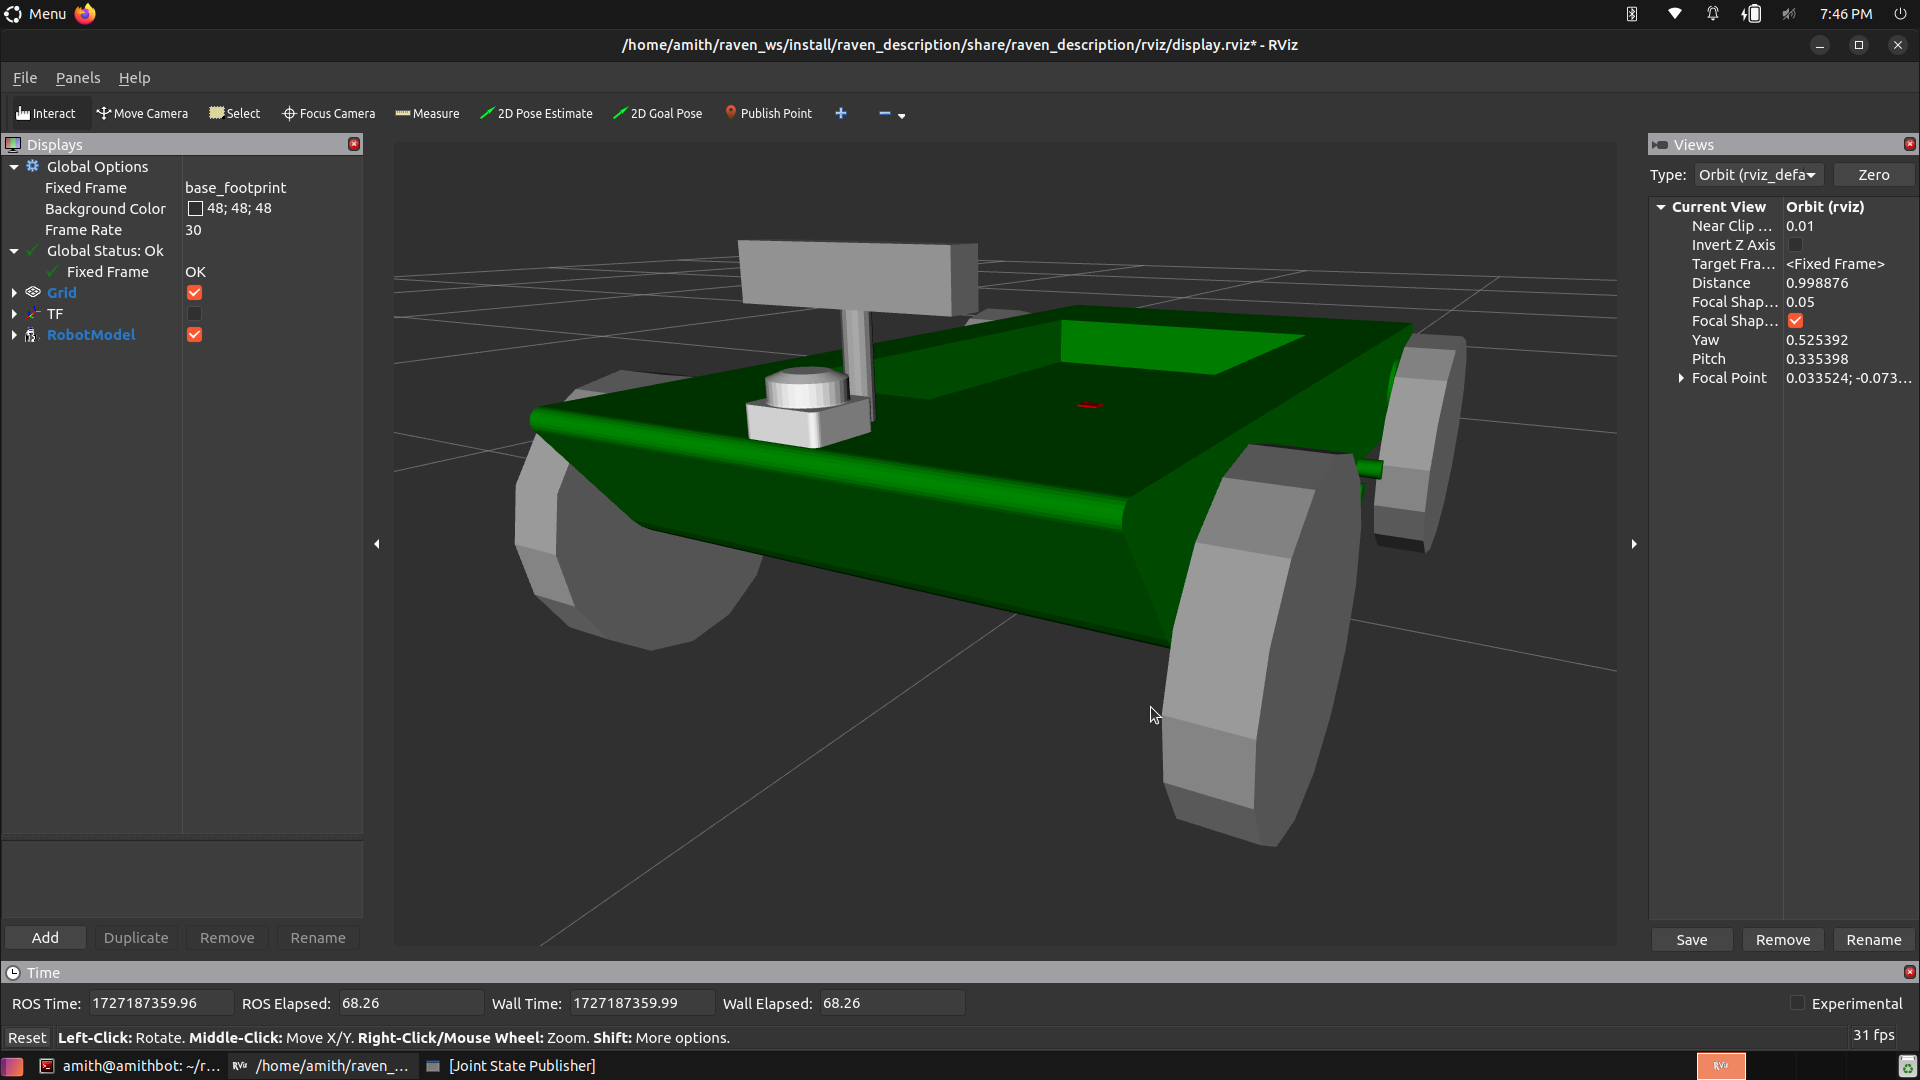 Menu
7:46 PM
/home/amith/raven_ws/install/raven_description/share/raven_description/rviz/display.rviz* - RViz
File Panels Help
Interact Move Camera Select Focus Camera Measure 2D Pose Estimate 2D Goal Pose Publish Point
Displays
Global Options
Fixed Frame base_footprint
Background Color 48; 48; 48
Frame Rate 30
Global Status: Ok
Fixed Frame OK
Grid
TF
RobotModel
Add Duplicate Remove Rename
Views
Type: Orbit (rviz_defa Zero
Current View Orbit (rviz)
Near Clip ... 0.01
Invert Z Axis
Target Fra... <Fixed Frame>
Distance 0.998876
Focal Shap... 0.05
Focal Shap...
Yaw 0.525392
Pitch 0.335398
Focal Point 0.033524; -0.073...
Save Remove Rename
Time
ROS Time: 1727187359.96 ROS Elapsed: 68.26 Wall Time: 1727187359.99 Wall Elapsed: 68.26 Experimental
Reset Left-Click: Rotate. Middle-Click: Move X/Y. Right-Click/Mouse Wheel: Zoom. Shift: More options. 31 fps
amith@amithbot: ~/r... RViz /home/amith/raven_... [Joint State Publisher] RViz